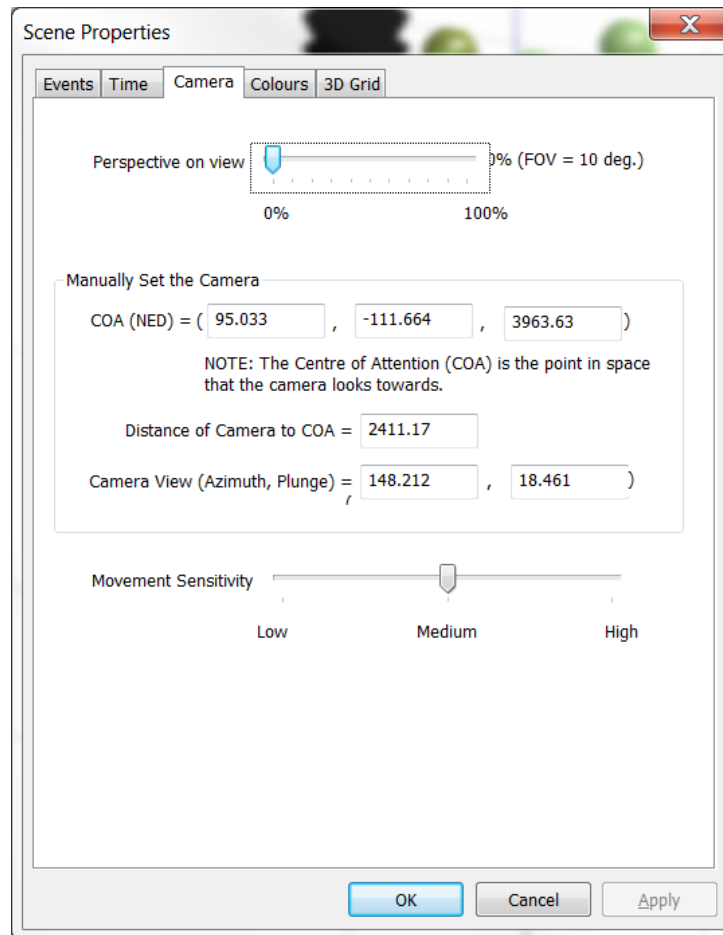 Scene Properties
Events Time Camera Colours 3D Grid
Perspective on view 0% (FOV = 10 deg.)
0% 100%
Manually Set the Camera
COA (NED) = ( 95.033 , -111.664 , 3963.63 )
NOTE: The Centre of Attention (COA) is the point in space
that the camera looks towards.
Distance of Camera to COA = 2411.17
Camera View (Azimuth, Plunge) = ( 148.212 , 18.461 )
Movement Sensitivity
Low Medium High
OK Cancel Apply